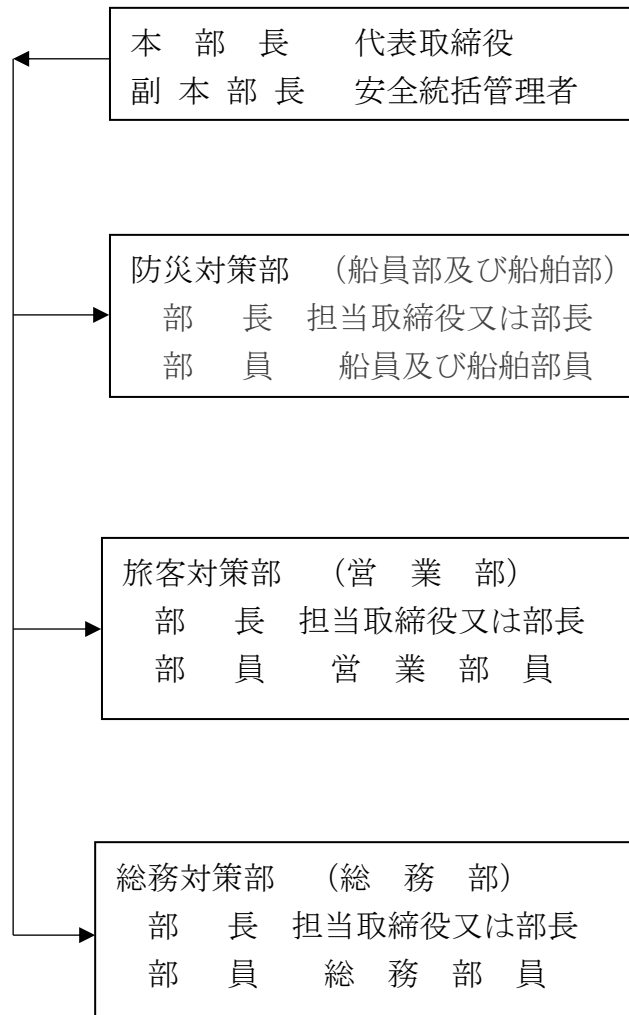 本　部　長　　代表取締役
副 本 部 長　 安全統括管理者
防災対策部　（船員部及び船舶部）
部　　長　担当取締役又は部長
部　　員　　船員及び船舶部員
旅客対策部　（営　業　部）
部　　長　担当取締役又は部長
部　　員　　営　業　部　員
総務対策部　（総　務　部）
部　　長　担当取締役又は部長
部　　員　　総　務　部　員